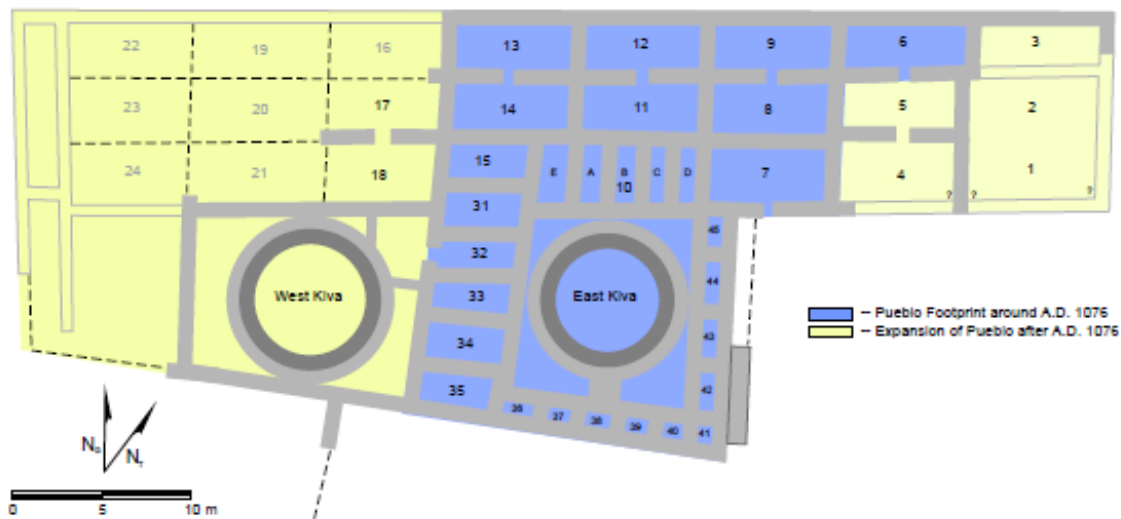 22 19 16 13 12 9 6 3
23 20 17 14 11 8 5 2
24 21 18 15 E A B C D 7 4 1
10
? ?
?
31 45
32 44
West Kiva East Kiva
33 43
34 42
35 36 37 38 39 40 41
– Pueblo Footprint around A.D. 1076
– Expansion of Pueblo after A.D. 1076
N N
0 5 10 m